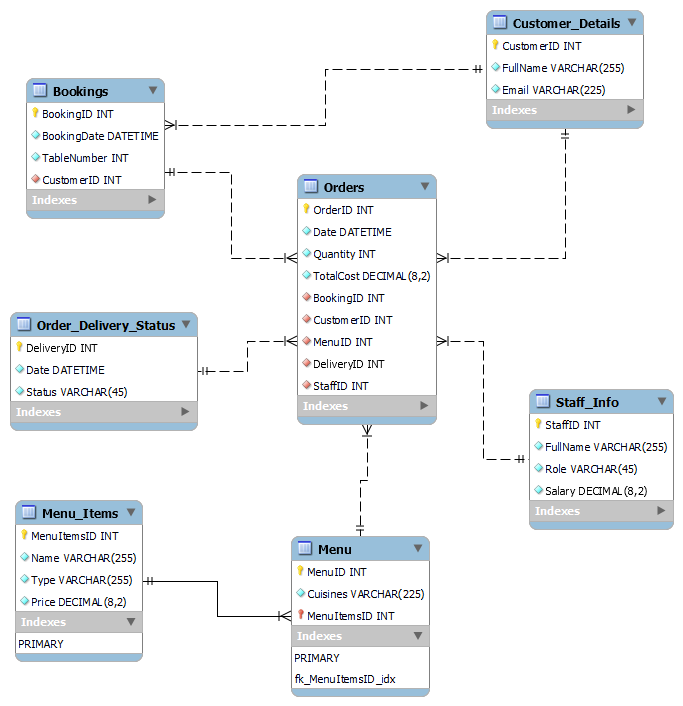 Customer_Details
CustomerID INT
FullName VARCHAR(255)
Email VARCHAR(225)
Indexes
Bookings
BookingID INT
BookingDate DATETIME
TableNumber INT
CustomerID INT
Indexes
Orders
OrderID INT
Date DATETIME
Quantity INT
TotalCost DECIMAL(8,2)
BookingID INT
CustomerID INT
MenuID INT
DeliveryID INT
StaffID INT
Indexes
Order_Delivery_Status
DeliveryID INT
Date DATETIME
Status VARCHAR(45)
Indexes
Staff_Info
StaffID INT
FullName VARCHAR(255)
Role VARCHAR(45)
Salary DECIMAL(8,2)
Indexes
Menu_Items
MenuItemsID INT
Name VARCHAR(255)
Type VARCHAR(255)
Price DECIMAL(8,2)
Indexes
PRIMARY
Menu
MenuID INT
Cuisines VARCHAR(225)
MenuItemsID INT
Indexes
PRIMARY
fk_MenuItemsID_idx